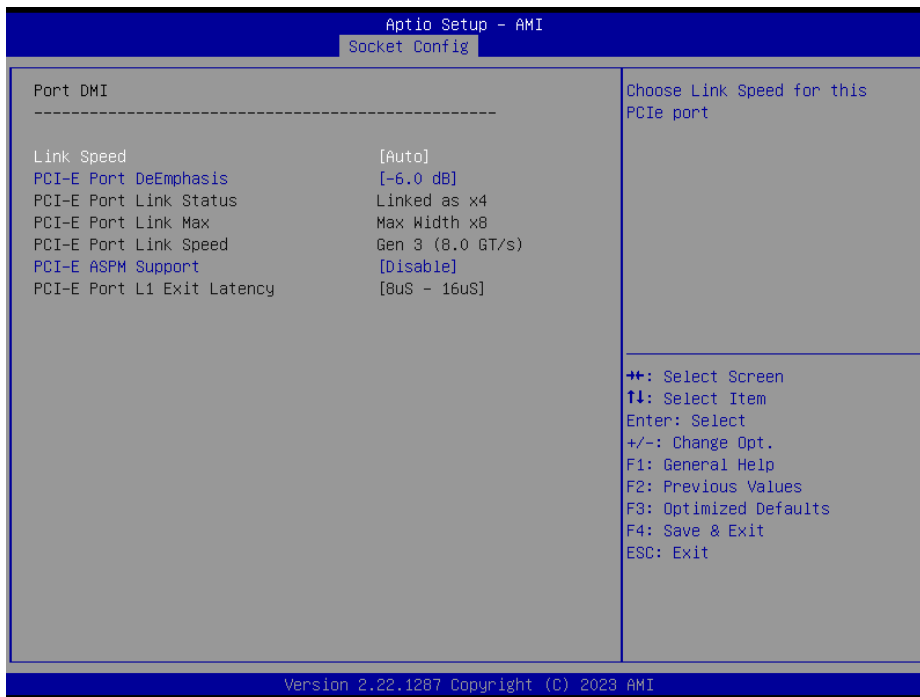 Aptio Setup - AMI
Socket Config
Port DMI
--------------------------------------------------
Link Speed [Auto]
PCI-E Port DeEmphasis [-6.0 dB]
PCI-E Port Link Status Linked as x4
PCI-E Port Link Max Max Width x8
PCI-E Port Link Speed Gen 3 (8.0 GT/s)
PCI-E ASPM Support [Disable]
PCI-E Port L1 Exit Latency [8uS - 16uS]
Choose Link Speed for this
PCIe port
→←: Select Screen
↑↓: Select Item
Enter: Select
+/-: Change Opt.
F1: General Help
F2: Previous Values
F3: Optimized Defaults
F4: Save & Exit
ESC: Exit
Version 2.22.1287 Copyright (C) 2023 AMI